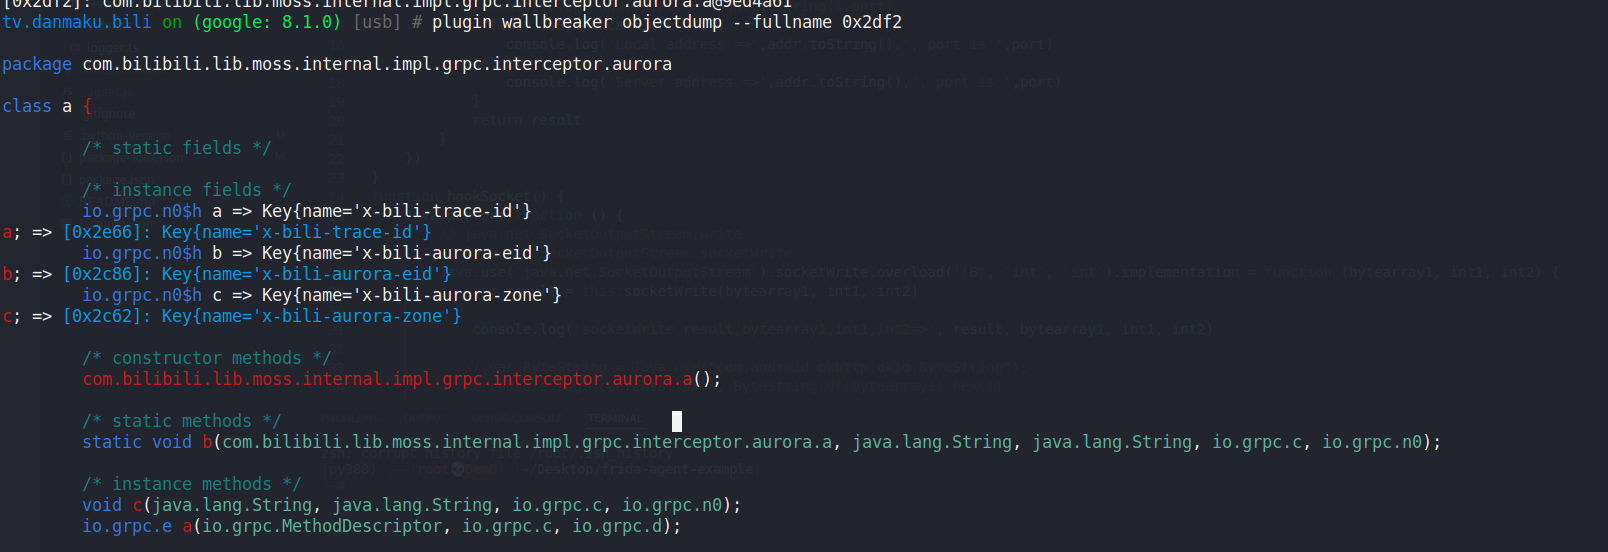 [0x2df2]: com.bilibili.lib.moss.internal.impl.grpc.interceptor.aurora.a@9ed4a61
tv.danmaku.bili on (google: 8.1.0) [usb] # plugin wallbreaker objectdump --fullname 0x2df2
package com.bilibili.lib.moss.internal.impl.grpc.interceptor.aurora
class a {
/* static fields */
/* instance fields */
io.grpc.n0$h a => Key{name='x-bili-trace-id'}
a; => [0x2e66]: Key{name='x-bili-trace-id'}
io.grpc.n0$h b => Key{name='x-bili-aurora-eid'}
b; => [0x2c86]: Key{name='x-bili-aurora-eid'}
io.grpc.n0$h c => Key{name='x-bili-aurora-zone'}
c; => [0x2c62]: Key{name='x-bili-aurora-zone'}
/* constructor methods */
com.bilibili.lib.moss.internal.impl.grpc.interceptor.aurora.a();
/* static methods */
static void b(com.bilibili.lib.moss.internal.impl.grpc.interceptor.aurora.a, java.lang.String, java.lang.String, io.grpc.c, io.grpc.n0);
/* instance methods */
void c(java.lang.String, java.lang.String, io.grpc.c, io.grpc.n0);
io.grpc.e a(io.grpc.MethodDescriptor, io.grpc.c, io.grpc.d);